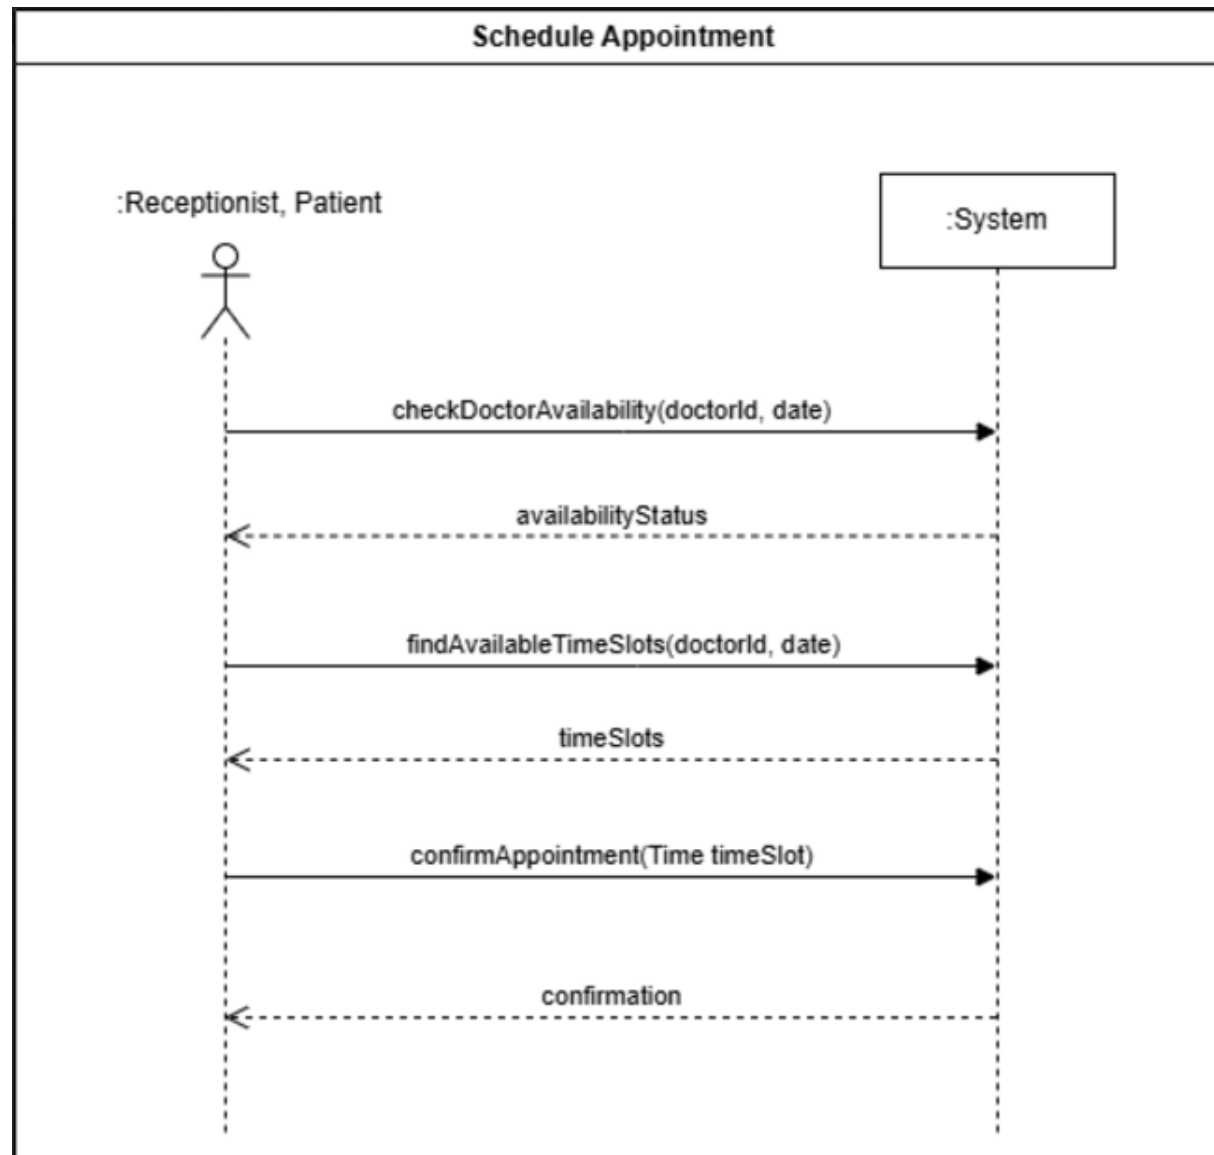 Schedule Appointment
:Receptionist, Patient
:System
checkDoctorAvailability(doctorId, date)
availabilityStatus
findAvailableTimeSlots(doctorId, date)
timeSlots
confirmAppointment(Time timeSlot)
confirmation